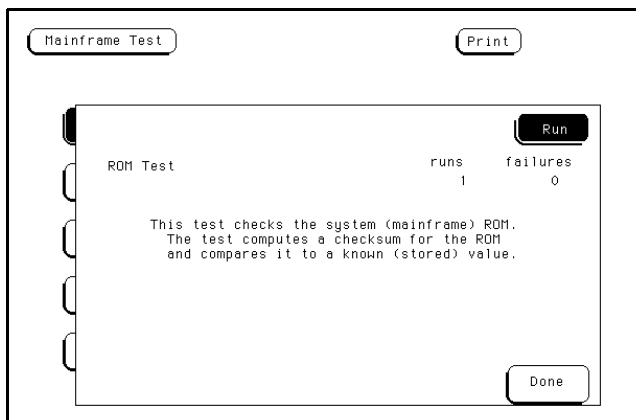 Mainframe Test
Print
Run
ROM Test
runs
failures
1
0
This test checks the system (mainframe) ROM.
The test computes a checksum for the ROM
and compares it to a known (stored) value.
Done